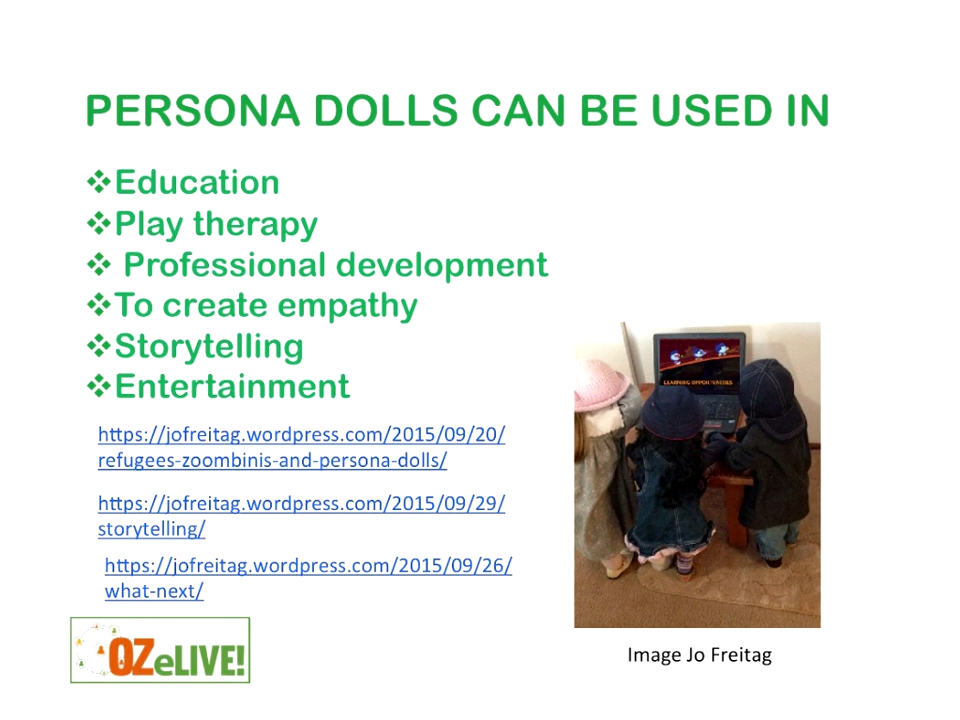 PERSONA DOLLS CAN BE USED IN
❖Education
❖Play therapy
❖ Professional development
❖To create empathy
❖Storytelling
❖Entertainment
https://jofreitag.wordpress.com/2015/09/20/
refugees-zoombinis-and-persona-dolls/
https://jofreitag.wordpress.com/2015/09/29/
storytelling/
https://jofreitag.wordpress.com/2015/09/26/
what-next/
LEARNING OPPORTUNITIES
OZeLIVE!
Image Jo Freitag